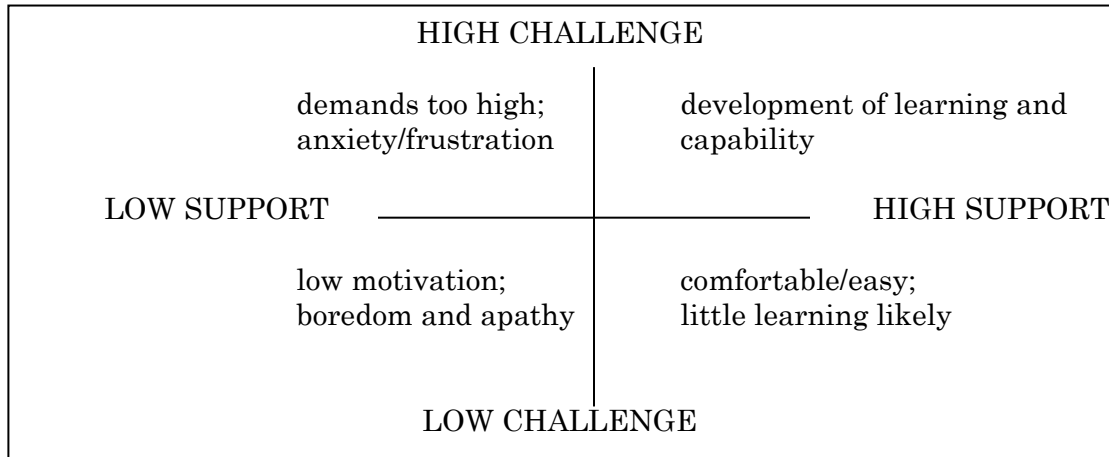 HIGH CHALLENGE
demands too high;
anxiety/frustration
development of learning and
capability
LOW SUPPORT
HIGH SUPPORT
low motivation;
boredom and apathy
comfortable/easy;
little learning likely
LOW CHALLENGE